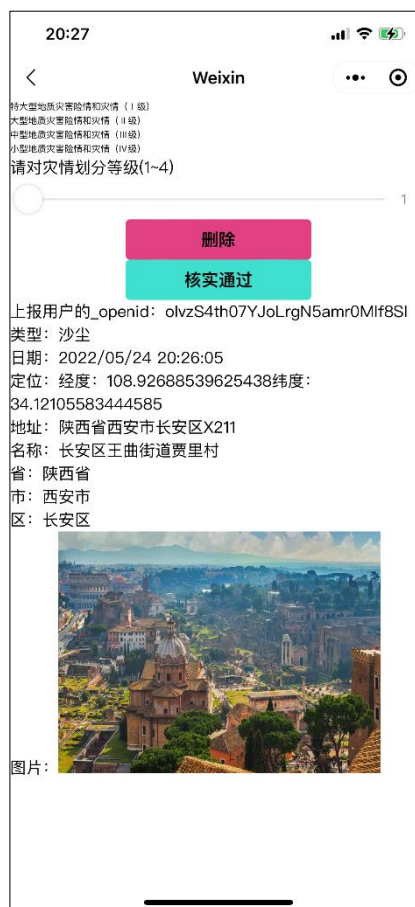 20:27
Weixin
特大型地质灾害险情和灾情（Ⅰ级）
大型地质灾害险情和灾情（Ⅱ级）
中型地质灾害险情和灾情（Ⅲ级）
小型地质灾害险情和灾情（Ⅳ级）
请对灾情划分等级(1~4)
1
删除
核实通过
上报用户的_openid：olvzS4th07YJoLrgN5amr0Mlf8SI
类型：沙尘
日期：2022/05/24 20:26:05
定位：经度：108.92688539625438纬度：
34.12105583444585
地址：陕西省西安市长安区X211
名称：长安区王曲街道贾里村
省：陕西省
市：西安市
区：长安区
图片：